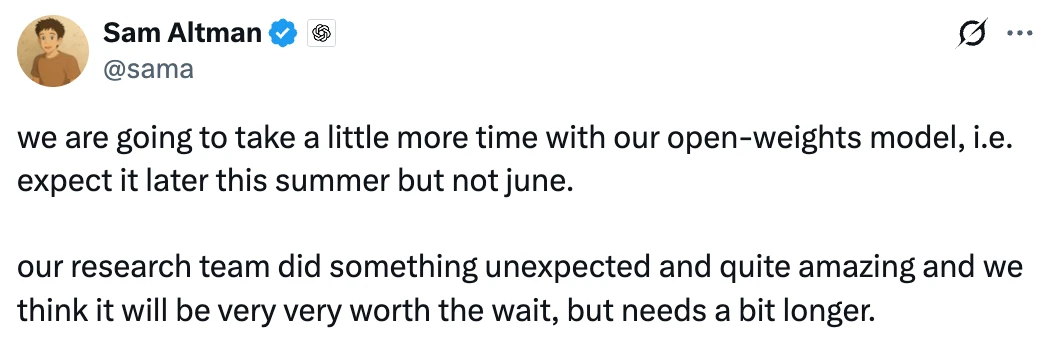 Sam Altman
@sama
we are going to take a little more time with our open-weights model, i.e.
expect it later this summer but not june.
our research team did something unexpected and quite amazing and we
think it will be very very worth the wait, but needs a bit longer.